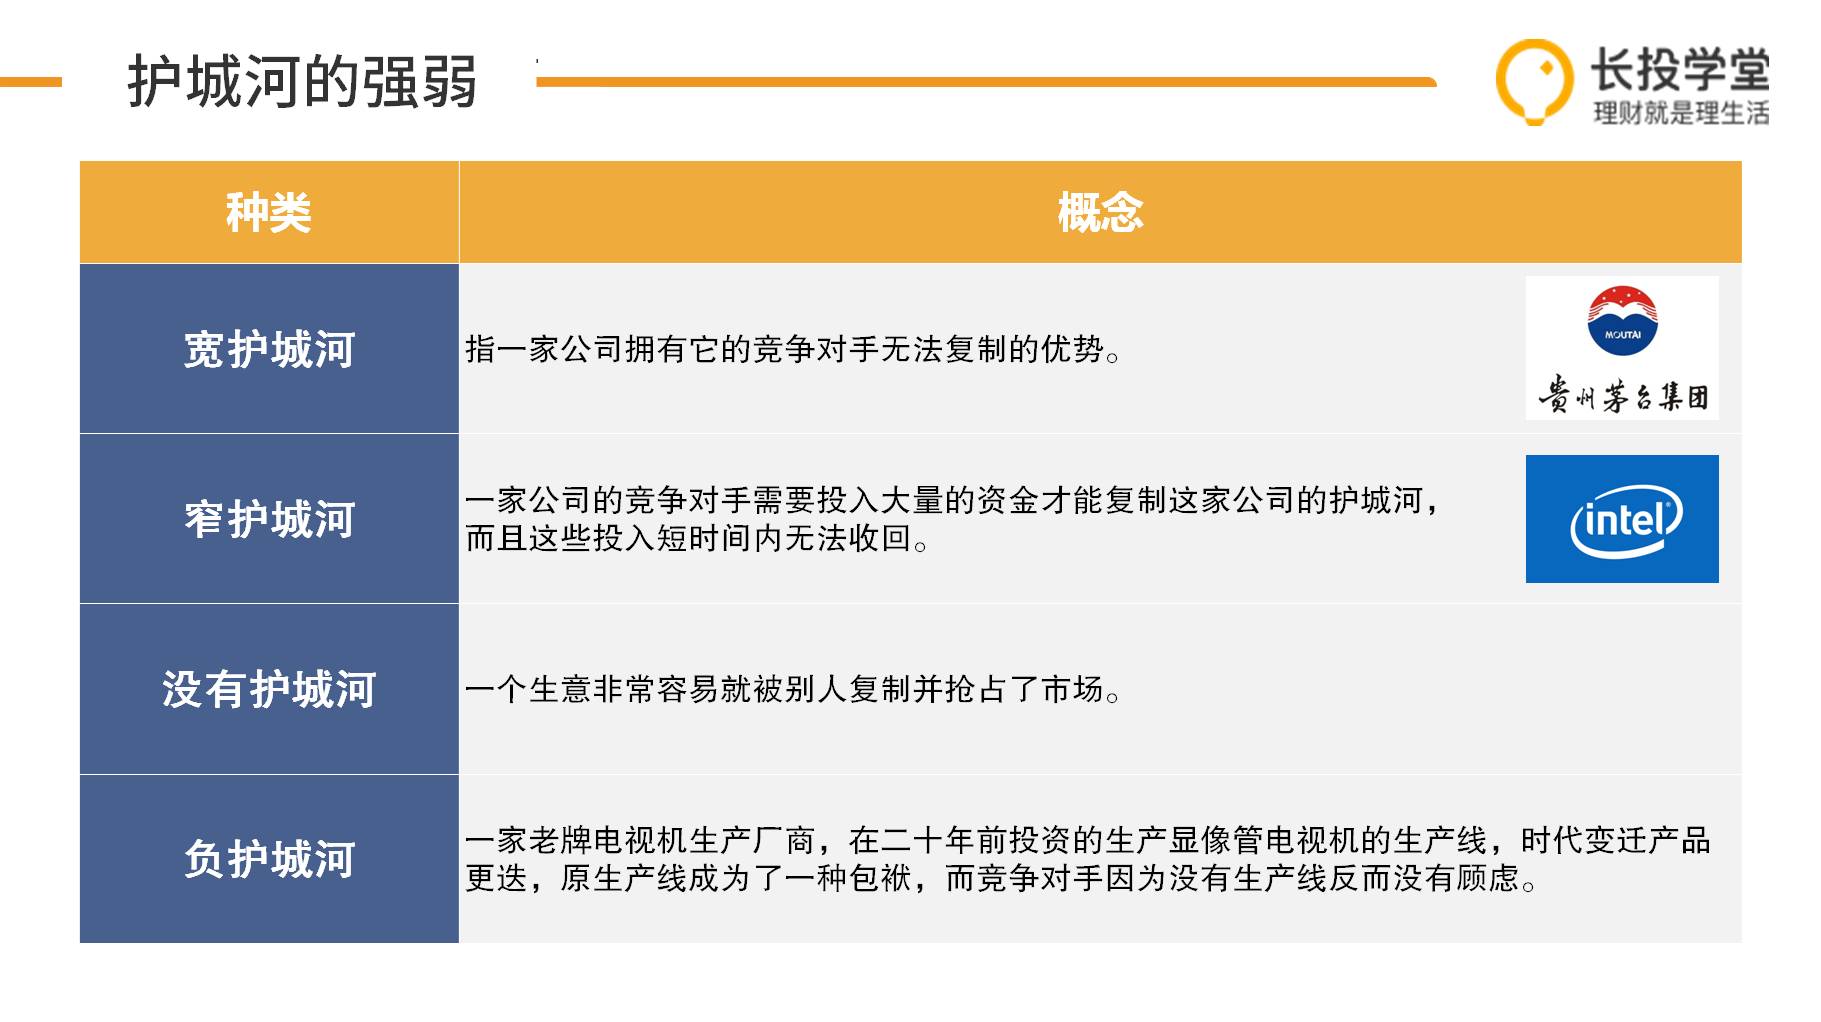 护城河的强弱
长投学堂
理财就是理生活
种类
概念
宽护城河
指一家公司拥有它的竞争对手无法复制的优势。
MOUTAI
贵州茅台集团
窄护城河
一家公司的竞争对手需要投入大量的资金才能复制这家公司的护城河，
而且这些投入短时间内无法收回。
intel
没有护城河
一个生意非常容易就被别人复制并抢占了市场。
负护城河
一家老牌电视机生产厂商，在二十年前投资的生产显像管电视机的生产线，时代变迁产品
更迭，原生产线成为了一种包袱，而竞争对手因为没有生产线反而没有顾虑。